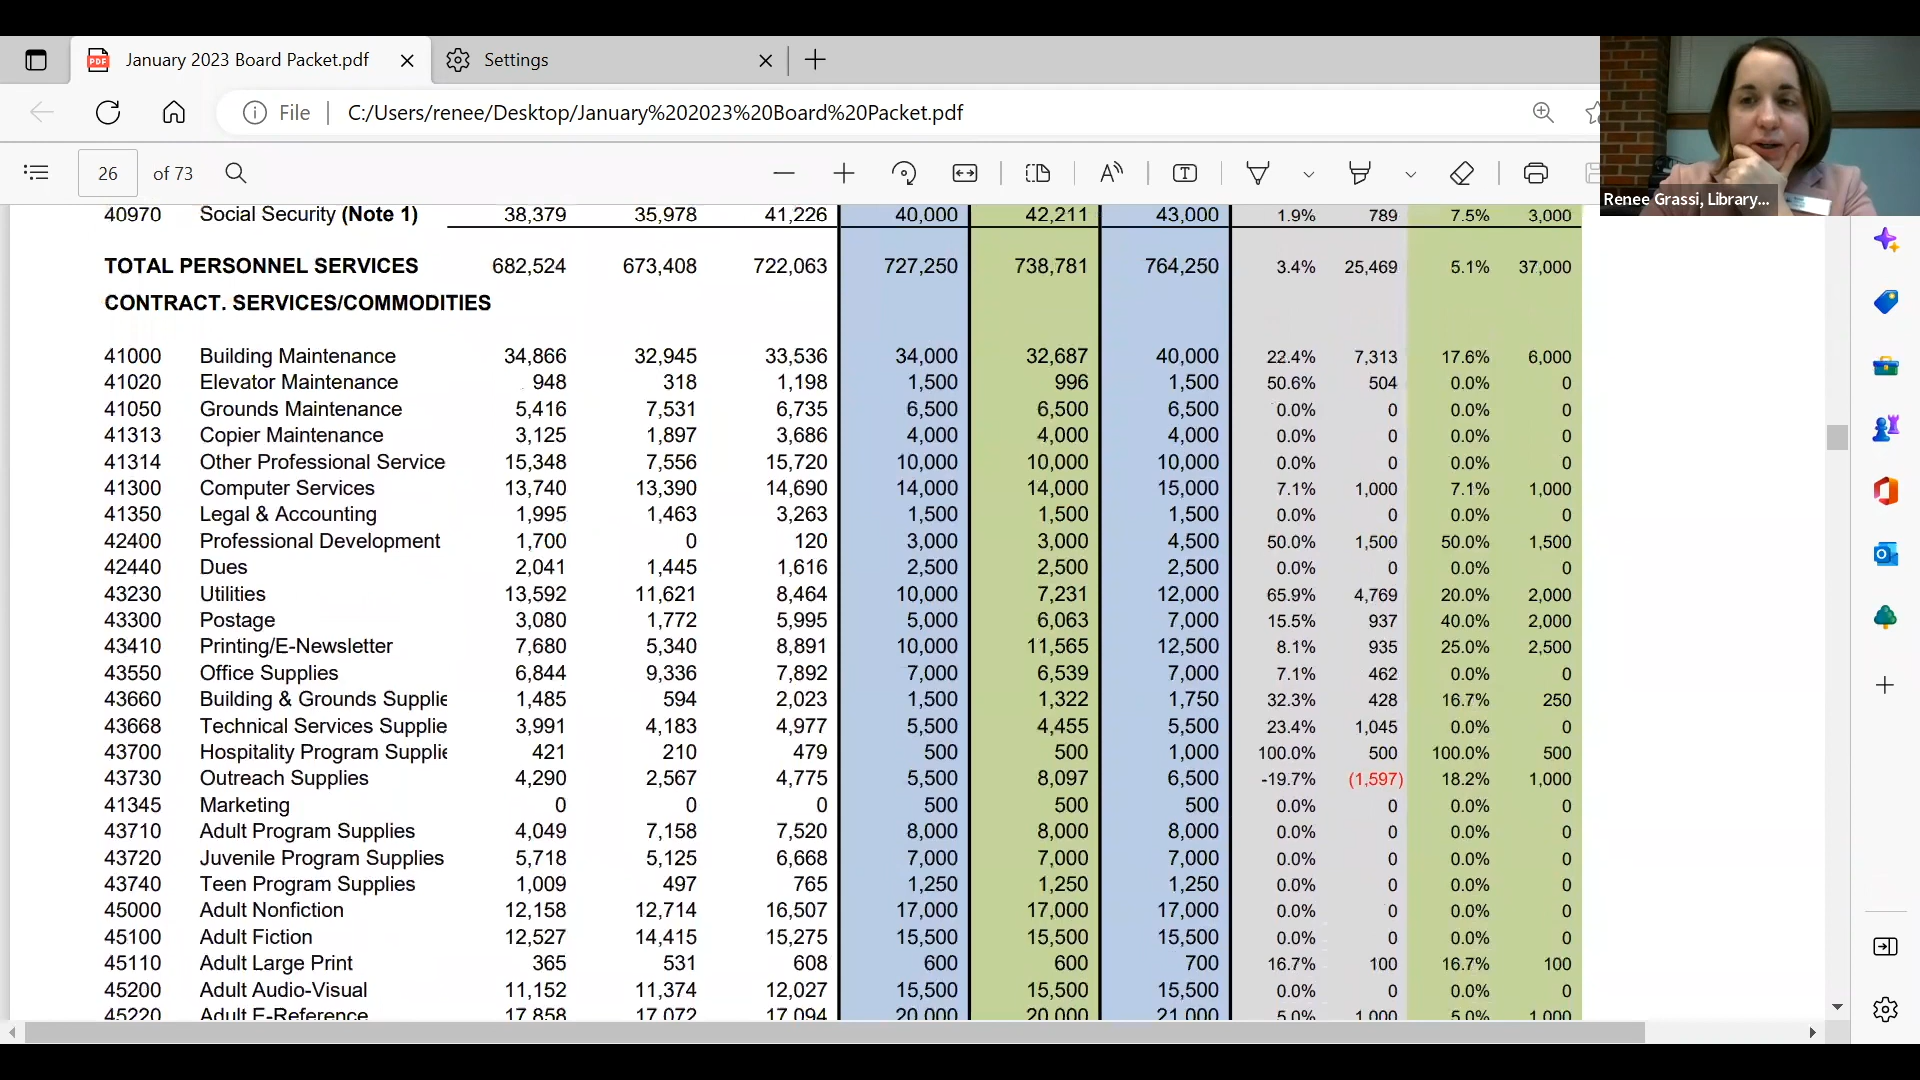 January 2023 Board Packet.pdf
Settings
File
C:/Users/renee/Desktop/January%202023%20Board%20Packet.pdf
26 of 73
Renee Grassi, Library...
40970 Social Security (Note 1) 38,379 35,978 41,226 40,000 42,211 43,000 1.9% 789 7.5% 3,000
TOTAL PERSONNEL SERVICES 682,524 673,408 722,063 727,250 738,781 764,250 3.4% 25,469 5.1% 37,000
CONTRACT. SERVICES/COMMODITIES
41000 Building Maintenance 34,866 32,945 33,536 34,000 32,687 40,000 22.4% 7,313 17.6% 6,000
41020 Elevator Maintenance 948 318 1,198 1,500 996 1,500 50.6% 504 0.0% 0
41050 Grounds Maintenance 5,416 7,531 6,735 6,500 6,500 6,500 0.0% 0 0.0% 0
41313 Copier Maintenance 3,125 1,897 3,686 4,000 4,000 4,000 0.0% 0 0.0% 0
41314 Other Professional Service 15,348 7,556 15,720 10,000 10,000 10,000 0.0% 0 0.0% 0
41300 Computer Services 13,740 13,390 14,690 14,000 14,000 15,000 7.1% 1,000 7.1% 1,000
41350 Legal & Accounting 1,995 1,463 3,263 1,500 1,500 1,500 0.0% 0 0.0% 0
42400 Professional Development 1,700 0 120 3,000 3,000 4,500 50.0% 1,500 50.0% 1,500
42440 Dues 2,041 1,445 1,616 2,500 2,500 2,500 0.0% 0 0.0% 0
43230 Utilities 13,592 11,621 8,464 10,000 7,231 12,000 65.9% 4,769 20.0% 2,000
43300 Postage 3,080 1,772 5,995 5,000 6,063 7,000 15.5% 937 40.0% 2,000
43410 Printing/E-Newsletter 7,680 5,340 8,891 10,000 11,565 12,500 8.1% 935 25.0% 2,500
43550 Office Supplies 6,844 9,336 7,892 7,000 6,539 7,000 7.1% 462 0.0% 0
43660 Building & Grounds Supplie 1,485 594 2,023 1,500 1,322 1,750 32.3% 428 16.7% 250
43668 Technical Services Supplie 3,991 4,183 4,977 5,500 4,455 5,500 23.4% 1,045 0.0% 0
43700 Hospitality Program Supplie 421 210 479 500 500 1,000 100.0% 500 100.0% 500
43730 Outreach Supplies 4,290 2,567 4,775 5,500 8,097 6,500 -19.7% (1,597) 18.2% 1,000
41345 Marketing 0 0 0 500 500 500 0.0% 0 0.0% 0
43710 Adult Program Supplies 4,049 7,158 7,520 8,000 8,000 8,000 0.0% 0 0.0% 0
43720 Juvenile Program Supplies 5,718 5,125 6,668 7,000 7,000 7,000 0.0% 0 0.0% 0
43740 Teen Program Supplies 1,009 497 765 1,250 1,250 1,250 0.0% 0 0.0% 0
45000 Adult Nonfiction 12,158 12,714 16,507 17,000 17,000 17,000 0.0% 0 0.0% 0
45100 Adult Fiction 12,527 14,415 15,275 15,500 15,500 15,500 0.0% 0 0.0% 0
45110 Adult Large Print 365 531 608 600 600 700 16.7% 100 16.7% 100
45200 Adult Audio-Visual 11,152 11,374 12,027 15,500 15,500 15,500 0.0% 0 0.0% 0
45220 Adult E-Reference 17,858 17,072 17,094 20,000 20,000 21,000 5.0% 1,000 5.0% 1,000